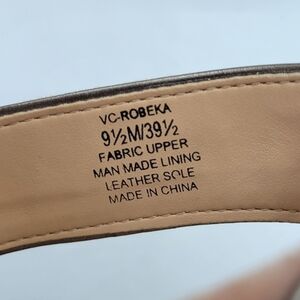 VC-ROBEKA
9½M/39½
FABRIC UPPER
MAN MADE LINING
LEATHER SOLE
MADE IN CHINA